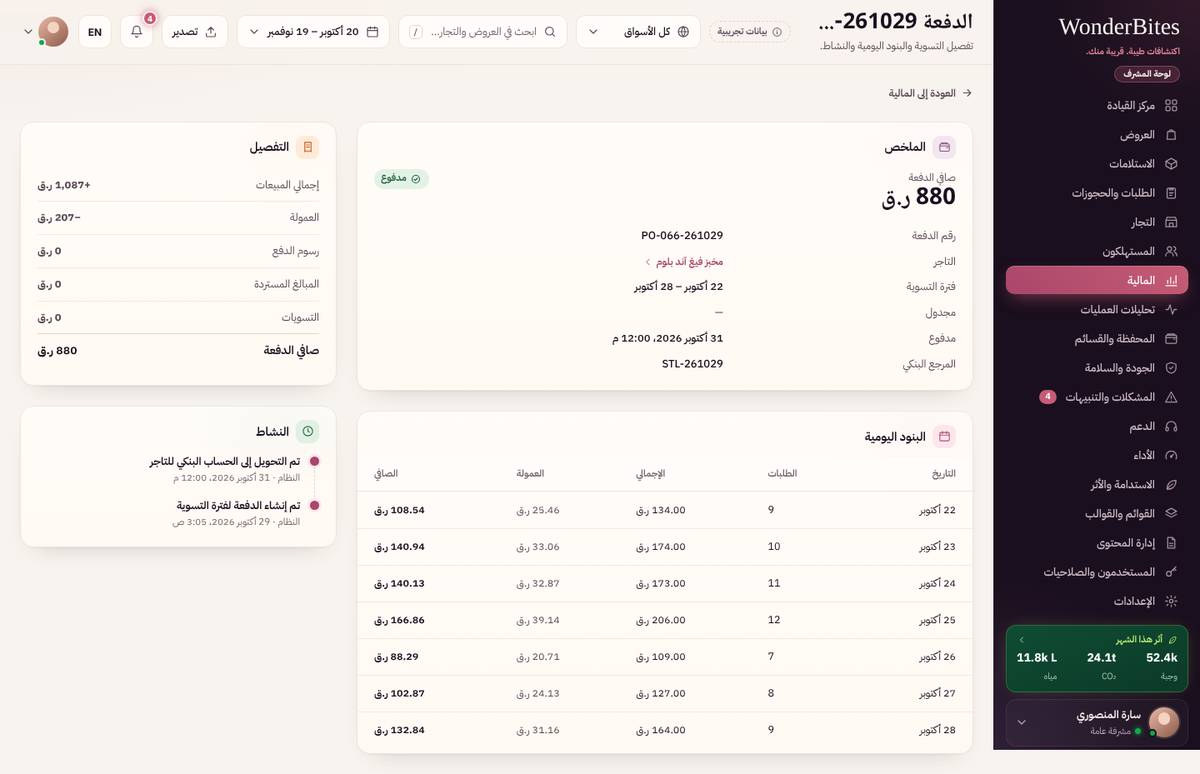 WonderBites
اكتشافات طيبة. قريبة منك.
لوحة المشرف
مركز القيادة
العروض
الاستلامات
الطلبات والحجوزات
التجار
المستهلكون
المالية
تحليلات العمليات
المحفظة والقسائم
الجودة والسلامة
المشكلات والتنبيهات 4
الدعم
الأداء
الاستدامة والأثر
القوائم والقوالب
إدارة المحتوى
المستخدمون والصلاحيات
الإعدادات
أثر هذا الشهر
52.4k 24.1t 11.8k L
وجبة CO₂ مياه
سارة المنصوري
مشرفة عامة
الدفعة 261029-...
تفصيل التسوية والبنود اليومية والنشاط.
بيانات تجريبية
كل الأسواق
ابحث في العروض والتجار... /
20 أكتوبر – 19 نوفمبر
تصدير
4
EN
العودة إلى المالية
الملخص
صافي الدفعة
مدفوع
880 ر.ق
رقم الدفعة PO-066-261029
التاجر مخبز فيغ آند بلوم
فترة التسوية 22 أكتوبر – 28 أكتوبر
مجدول —
مدفوع 31 أكتوبر 2026، 12:00 م
المرجع البنكي STL-261029
التفصيل
إجمالي المبيعات +1,087 ر.ق
العمولة −207 ر.ق
رسوم الدفع 0 ر.ق
المبالغ المستردة 0 ر.ق
التسويات 0 ر.ق
صافي الدفعة 880 ر.ق
البنود اليومية
التاريخ الطلبات الإجمالي العمولة الصافي
22 أكتوبر 9 134.00 ر.ق 25.46 ر.ق 108.54 ر.ق
23 أكتوبر 10 174.00 ر.ق 33.06 ر.ق 140.94 ر.ق
24 أكتوبر 11 173.00 ر.ق 32.87 ر.ق 140.13 ر.ق
25 أكتوبر 12 206.00 ر.ق 39.14 ر.ق 166.86 ر.ق
26 أكتوبر 7 109.00 ر.ق 20.71 ر.ق 88.29 ر.ق
27 أكتوبر 8 127.00 ر.ق 24.13 ر.ق 102.87 ر.ق
28 أكتوبر 9 164.00 ر.ق 31.16 ر.ق 132.84 ر.ق
النشاط
تم التحويل إلى الحساب البنكي للتاجر
النظام · 31 أكتوبر 2026، 12:00 م
تم إنشاء الدفعة لفترة التسوية
النظام · 29 أكتوبر 2026، 3:05 ص